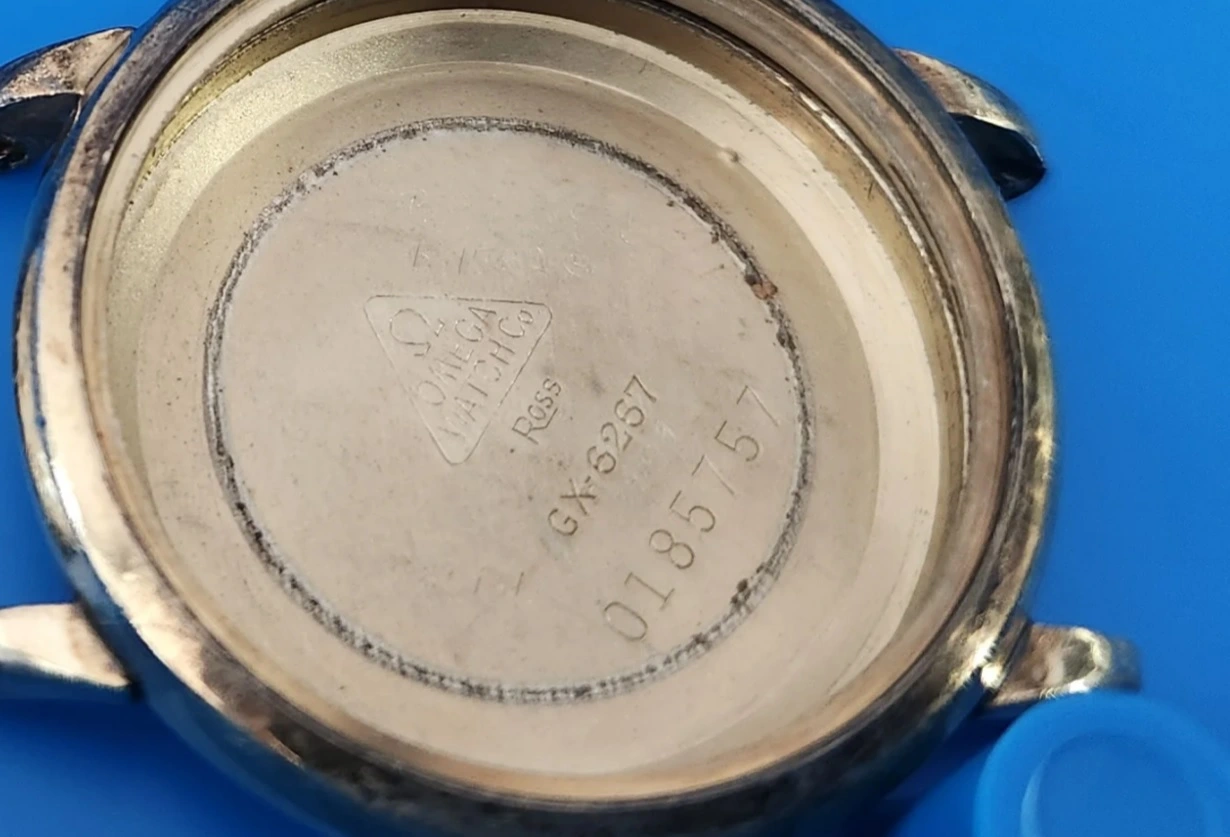 Ω
OMEGA
WATCH Co
ROSS
GX-6267
0185757